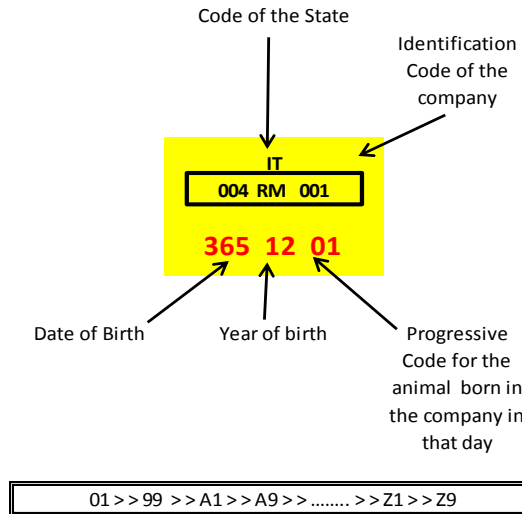 Code of the State
Identification
Code of the
company
IT
004 RM 001
365 12 01
Date of Birth
Year of birth
Progressive
Code for the
animal born in
the company in
that day
01 >> 99 >> A1 >> A9 >> ........ >> Z1 >> Z9